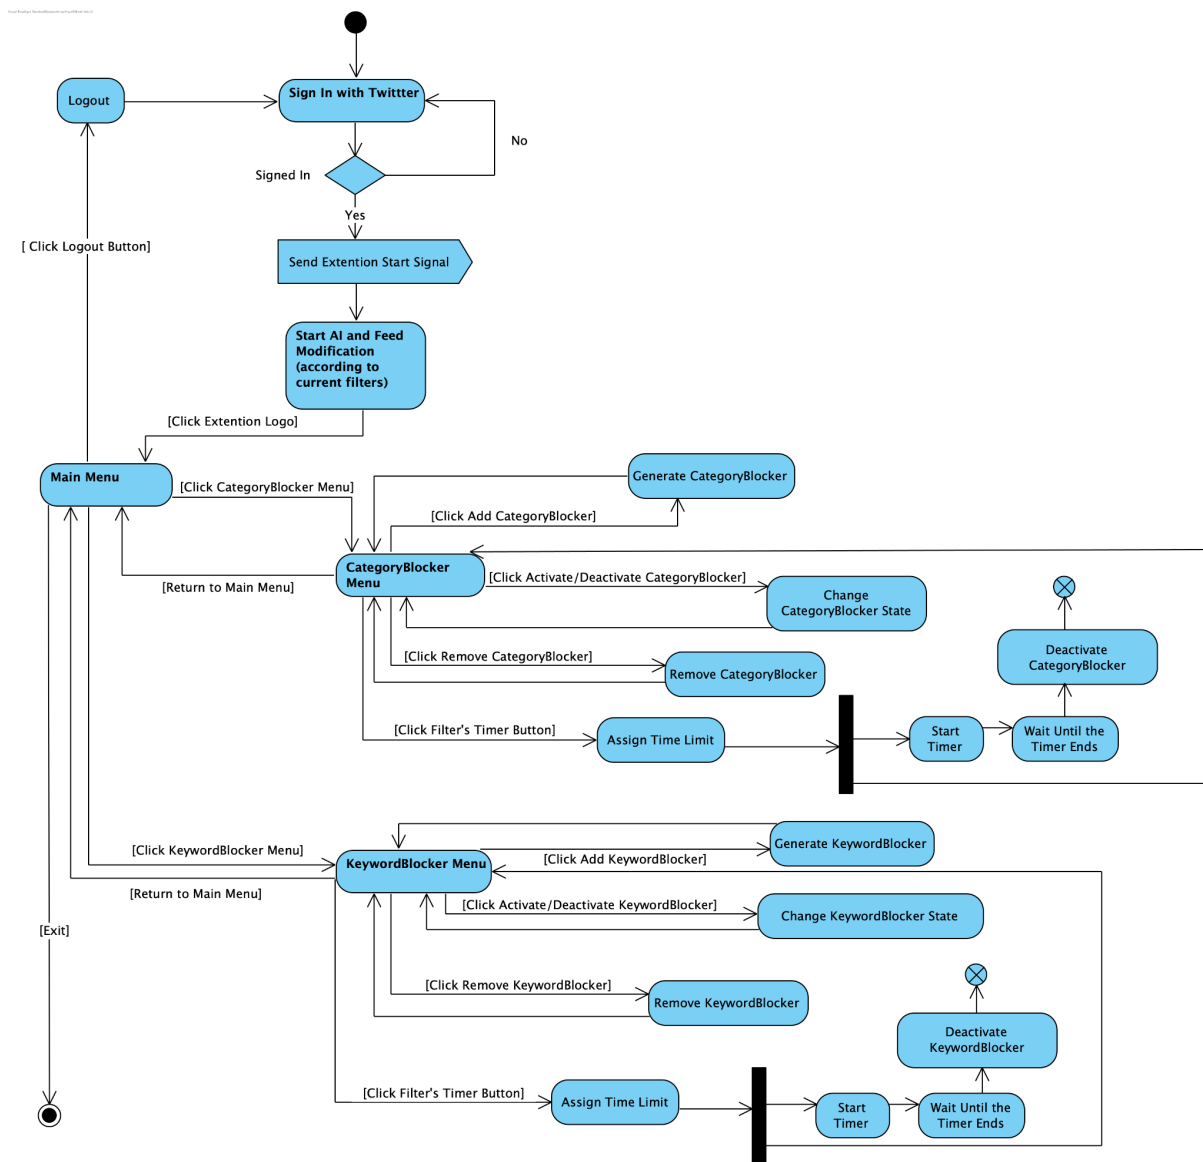 Logout
Sign In with Twittter
No
Signed In
Yes
[ Click Logout Button]
Send Extention Start Signal
Start AI and Feed
Modification
(according to
current filters)
[Click Extention Logo]
Main Menu
[Click CategoryBlocker Menu]
Generate CategoryBlocker
[Click Add CategoryBlocker]
[Return to Main Menu]
CategoryBlocker
Menu
[Click Activate/Deactivate CategoryBlocker]
Change
CategoryBlocker State
[Click Remove CategoryBlocker]
Remove CategoryBlocker
Deactivate
CategoryBlocker
[Click Filter's Timer Button]
Assign Time Limit
Start
Timer
Wait Until the
Timer Ends
[Click KeywordBlocker Menu]
[Return to Main Menu]
KeywordBlocker Menu
Generate KeywordBlocker
[Click Add KeywordBlocker]
[Click Activate/Deactivate KeywordBlocker]
Change KeywordBlocker State
[Exit]
[Click Remove KeywordBlocker]
Remove KeywordBlocker
Deactivate
KeywordBlocker
[Click Filter's Timer Button]
Assign Time Limit
Start
Timer
Wait Until the
Timer Ends